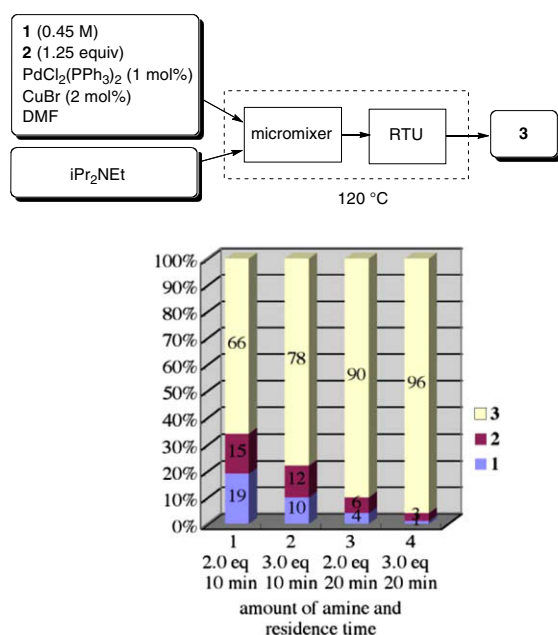 1 (0.45 M)
2 (1.25 equiv)
PdCl2(PPh3)2 (1 mol%)
CuBr (2 mol%)
DMF
iPr2NEt
micromixer
RTU
3
120 °C
100%
90%
80%
70%
60%
50%
40%
30%
20%
10%
0%
66
15
19
78
12
10
90
6
4
96
3
1
3
2
1
1 2 3 4
2.0 eq 3.0 eq 2.0 eq 3.0 eq
10 min 10 min 20 min 20 min
amount of amine and
residence time